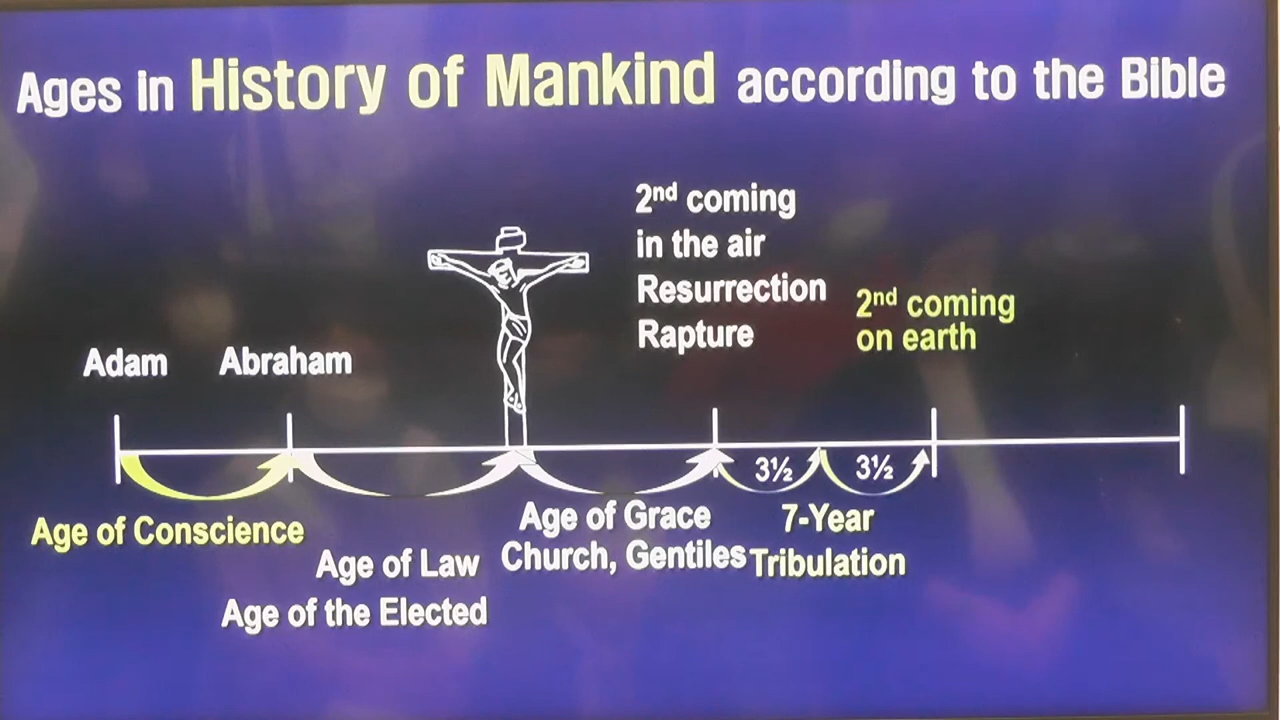 Ages in History of Mankind according to the Bible
2nd coming
in the air
Resurrection
Rapture
2nd coming
on earth
Adam
Abraham
3½
3½
Age of Conscience
Age of Law
Age of the Elected
Age of Grace
Church, Gentiles
7-Year
Tribulation